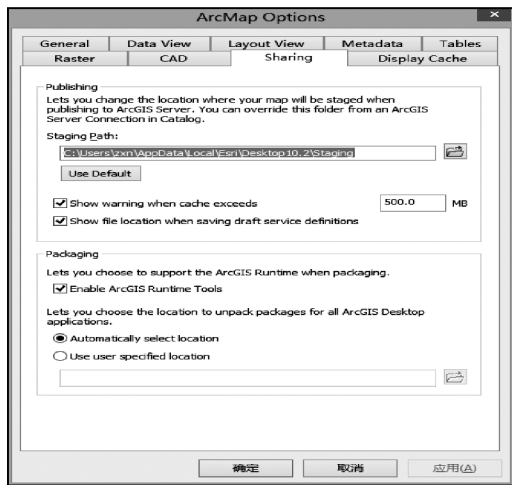 ArcMap Options
General Data View Layout View Metadata Tables
Raster CAD Sharing Display Cache
Publishing
Lets you change the location where your map will be staged when
publishing to ArcGIS Server. You can override this folder from an ArcGIS
Server Connection in Catalog.
Staging Path:
C:\Users\zxn\AppData\Local\Esri\Desktop10.2\Staging
Use Default
Show warning when cache exceeds 500.0 MB
Show file location when saving draft service definitions
Packaging
Lets you choose to support the ArcGIS Runtime when packaging.
Enable ArcGIS Runtime Tools
Lets you choose the location to unpack packages for all ArcGIS Desktop
applications.
Automatically select location
Use user specified location
确定 取消 应用(A)